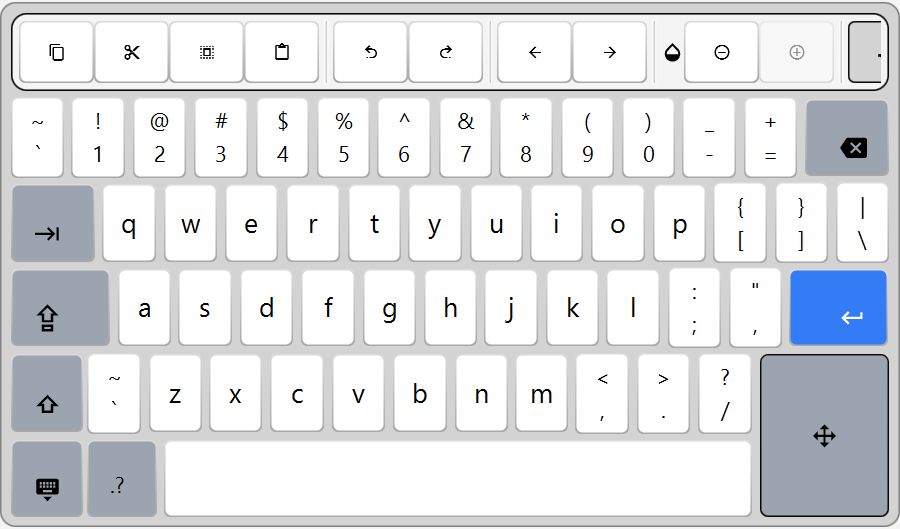 ~ ! @ # $ % ^ & * ( ) _ +
` 1 2 3 4 5 6 7 8 9 0 - =
q w e r t y u i o p { } |
[ ] \
a s d f g h j k l : "
; ,
~ z x c v b n m < > ?
` , . /
.?